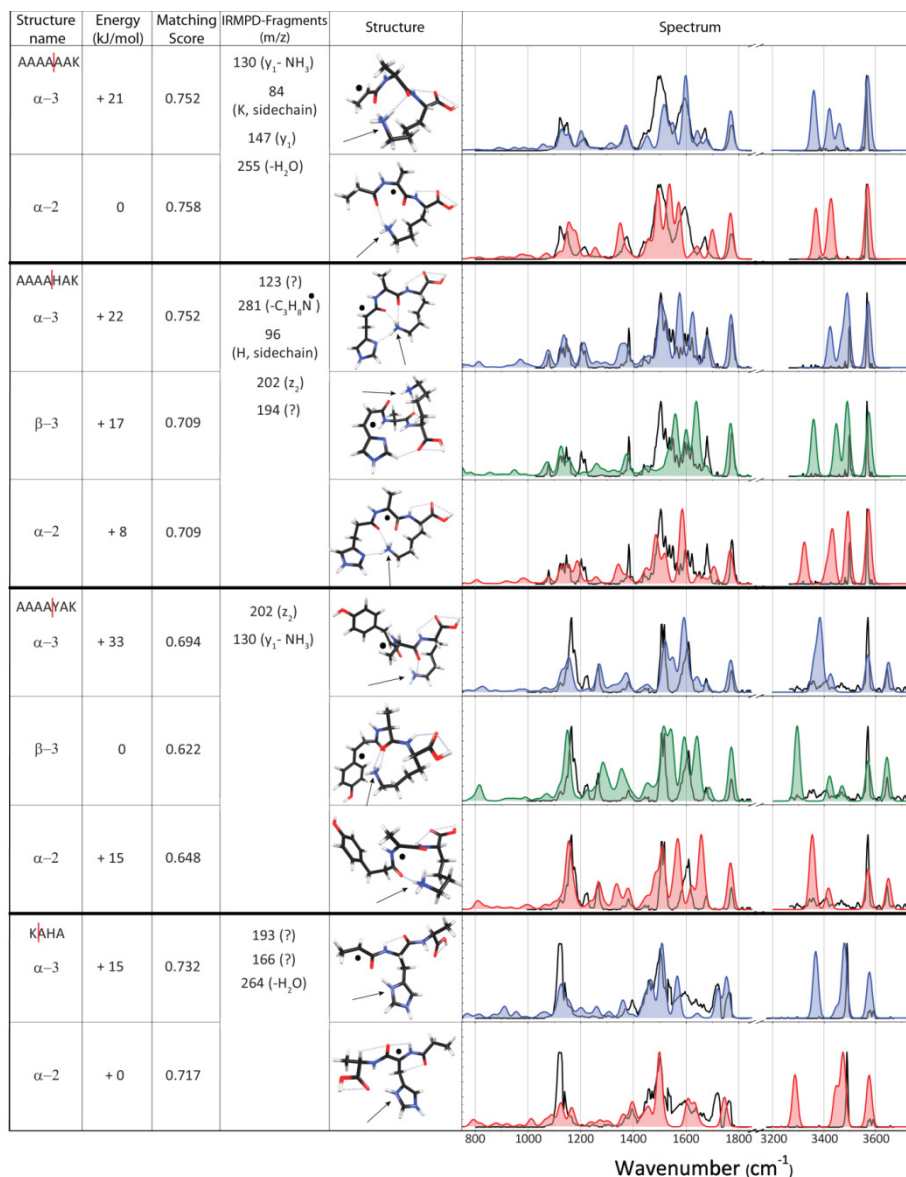 Structure name Energy (kJ/mol) Matching Score IRMPD-Fragments (m/z) Structure Spectrum
AAAAAAK
α−3 + 21 0.752
130 (y₁- NH₃)
84
(K, sidechain)
147 (y₁)
255 (-H₂O)
α−2 0 0.758
AAAAHAK
α−3 + 22 0.752
123 (?)
281 (-C₃H₈N•)
96
(H, sidechain)
202 (z₂)
194 (?)
β−3 + 17 0.709
α−2 + 8 0.709
AAAAYAK
α−3 + 33 0.694
202 (z₂)
130 (y₁- NH₃)
β−3 0 0.622
α−2 + 15 0.648
KAHA
α−3 + 15 0.732
193 (?)
166 (?)
264 (-H₂O)
α−2 + 0 0.717
800 1000 1200 1400 1600 1800 3200 3400 3600
Wavenumber (cm⁻¹)